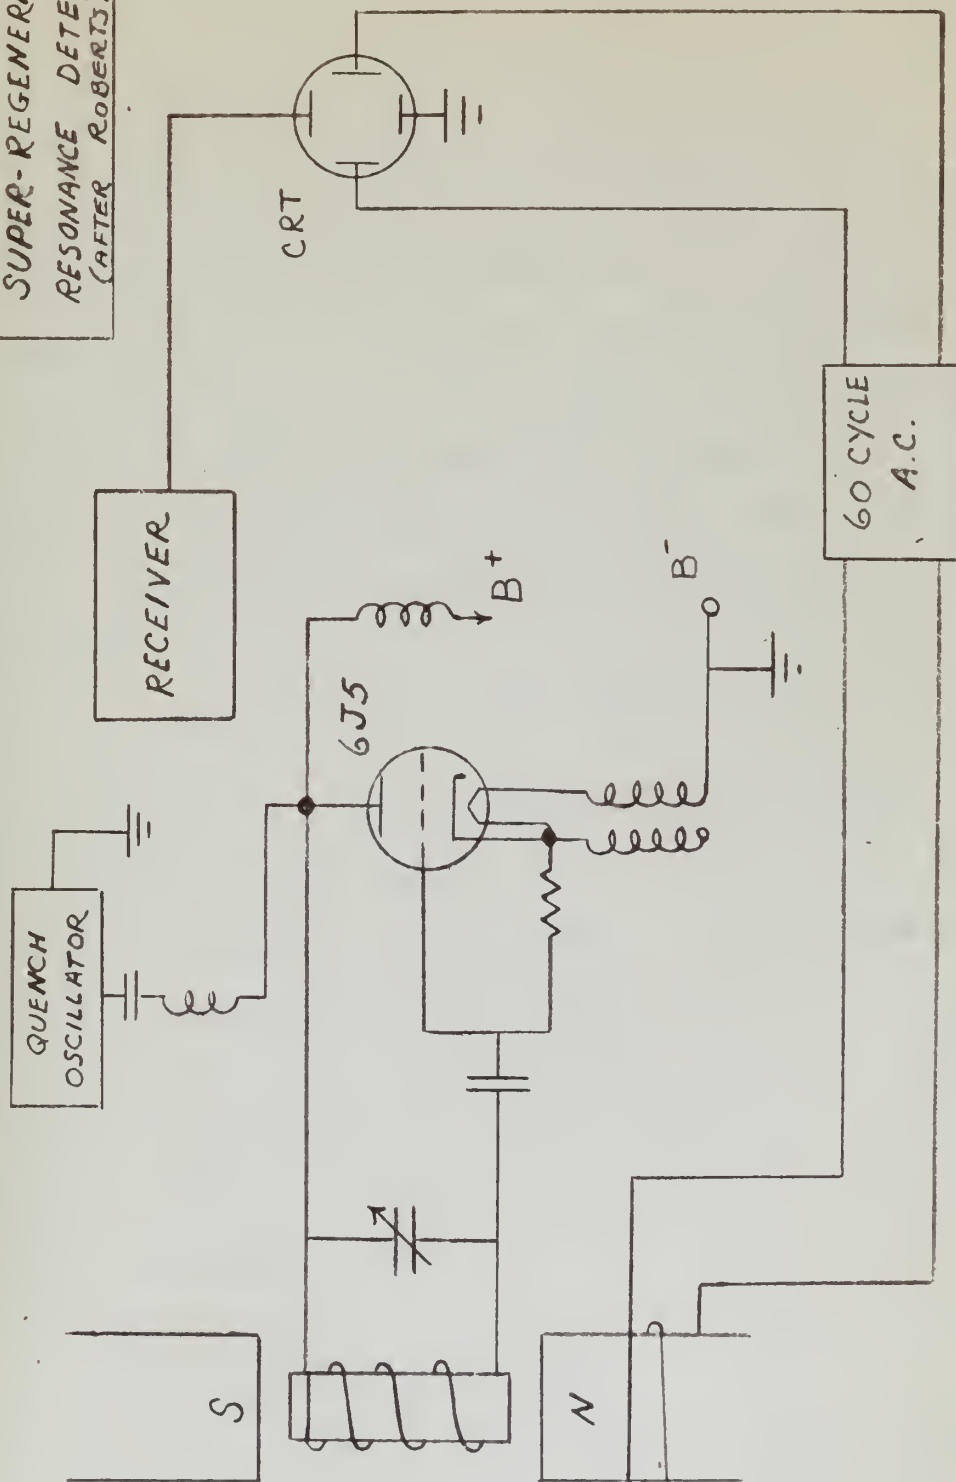 SUPER-REGENER
RESONANCE DETE
(AFTER ROBERTS)
QUENCH
OSCILLATOR
RECEIVER
CRT
6J5
B+
B-
60 CYCLE
A.C.
S
N